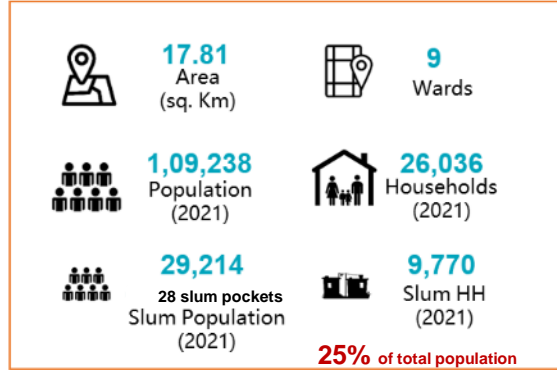 17.81
Area
(sq. Km)
9
Wards
1,09,238
Population
(2021)
26,036
Households
(2021)
29,214
28 slum pockets
Slum Population
(2021)
9,770
Slum HH
(2021)
25% of total population